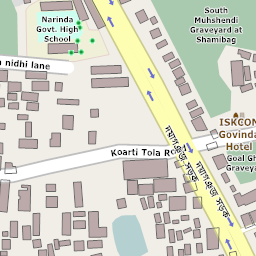 Narinda
Govt. High
School
South
Muhshendi
Graveyard at
Shamibag
nidhi lane
ISKCON
Govinda
Hotel
Goal Gh
Graveya
Koarti Tola Ro